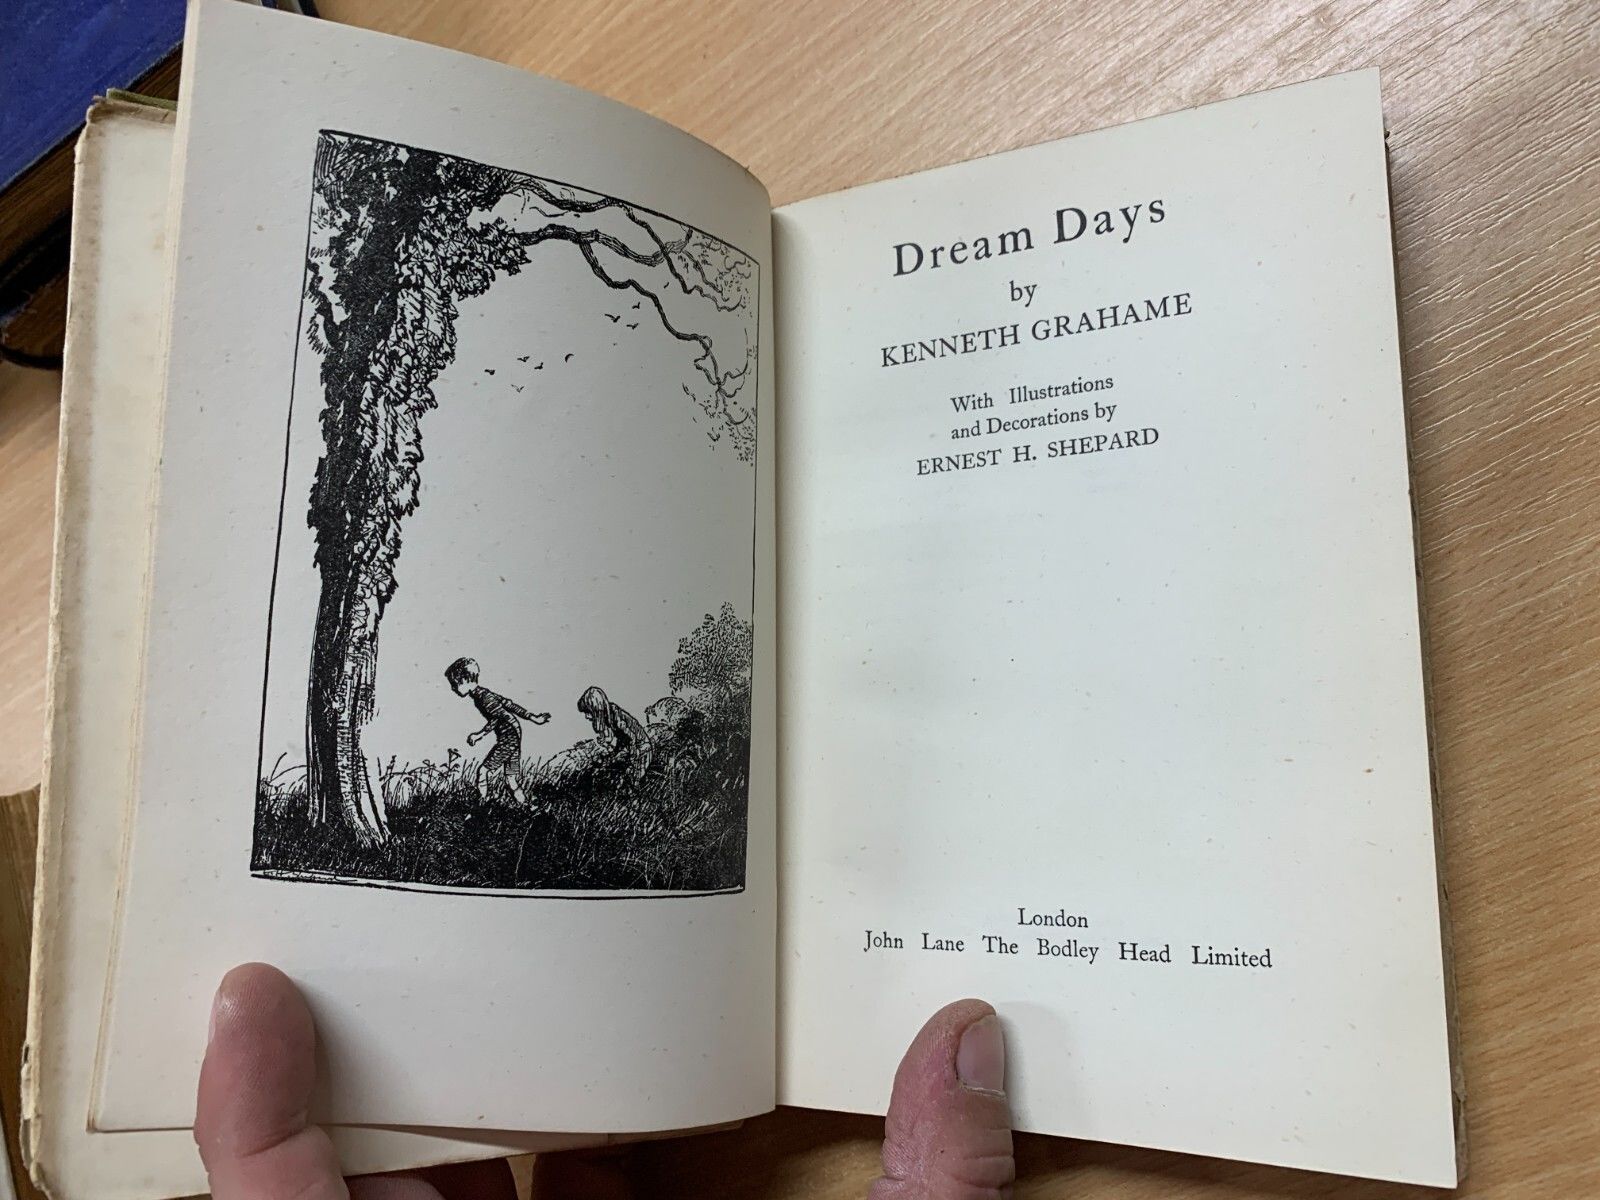 Dream Days
by
KENNETH GRAHAME
With Illustrations
and Decorations by
ERNEST H. SHEPARD
London
John Lane The Bodley Head Limited